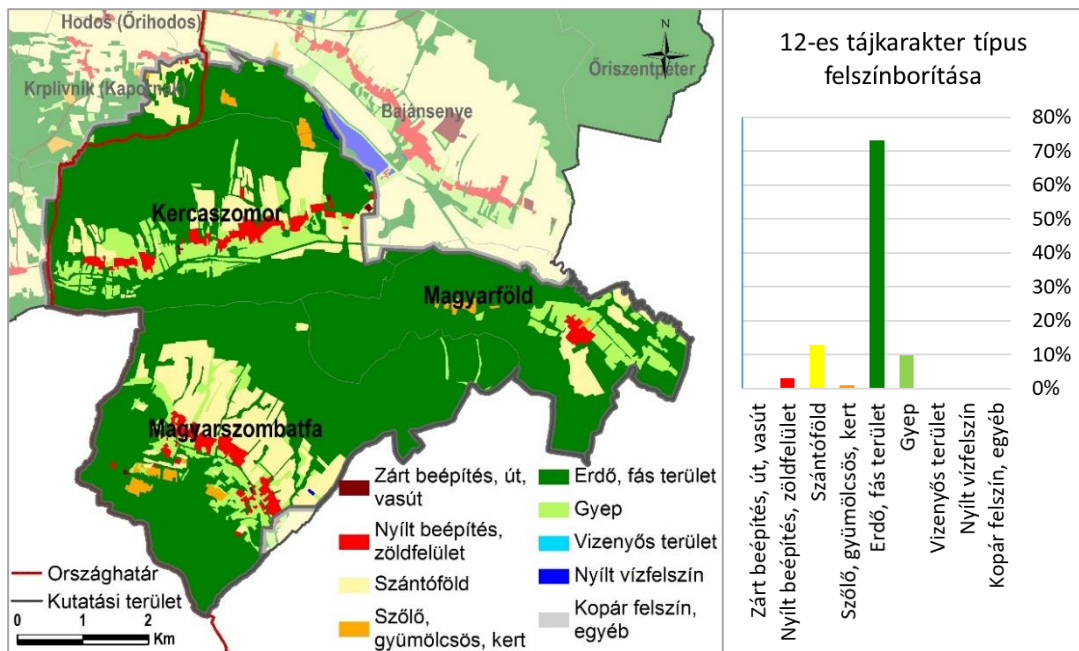 Hodoš (Őrihodos)
N
Krplivnik (Kapornak)
Őriszentpéter
Bajánsenye
Kercaszomor
Magyarföld
Magyarszombatfa
Országhatár
Kutatási terület
0 1 2
Km
Zárt beépítés, út,
vasút
Nyílt beépítés,
zöldfelület
Szántóföld
Szőlő,
gyümölcsös, kert
Erdő, fás terület
Gyep
Vizenyős terület
Nyílt vízfelszín
Kopár felszín,
egyéb
12-es tájkarakter típus
felszínborítása
80%
70%
60%
50%
40%
30%
20%
10%
0%
Zárt beépítés, út, vasút
Nyílt beépítés, zöldfelület
Szántóföld
Szőlő, gyümölcsös, kert
Erdő, fás terület
Gyep
Vizenyős terület
Nyílt vízfelszín
Kopár felszín, egyéb